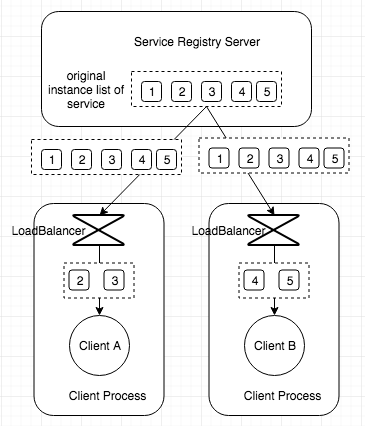 Service Registry Server
original
instance list of
service
1 2 3 4 5
1 2 3 4 5
1 2 3 4 5
LoadBalancer
LoadBalancer
2 3
4 5
Client A
Client B
Client Process
Client Process